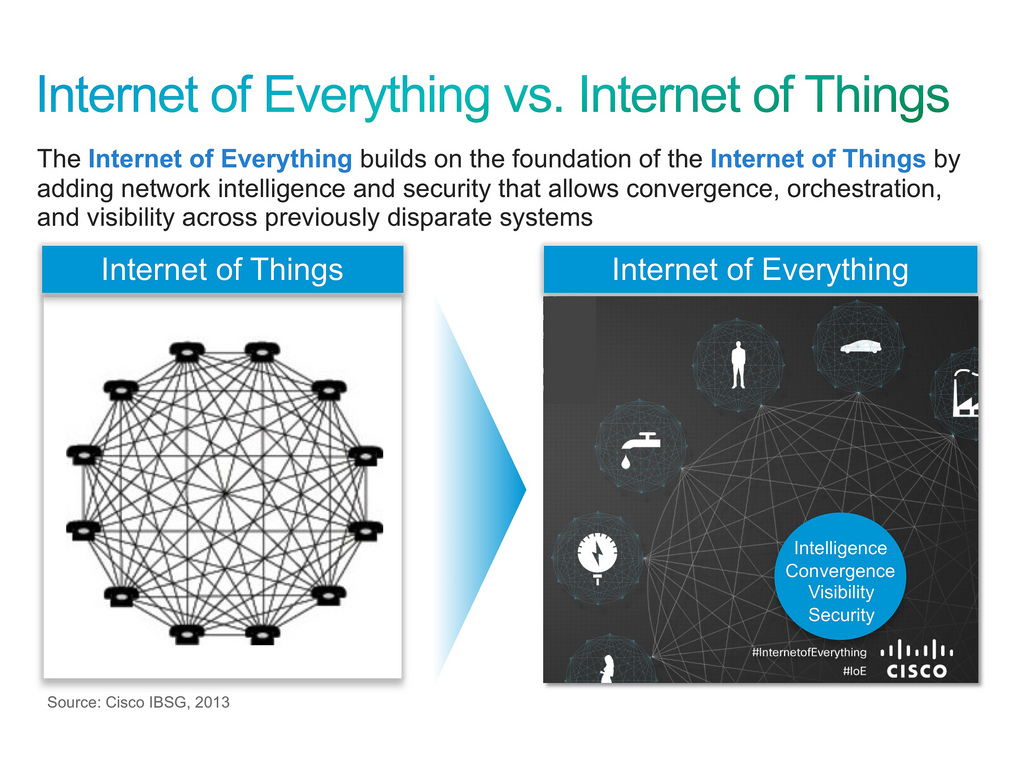 Internet of Everything vs. Internet of Things
The Internet of Everything builds on the foundation of the Internet of Things by
adding network intelligence and security that allows convergence, orchestration,
and visibility across previously disparate systems
Internet of Things
Internet of Everything
Intelligence
Convergence
Visibility
Security
#InternetofEverything
#IoE
CISCO
Source: Cisco IBSG, 2013